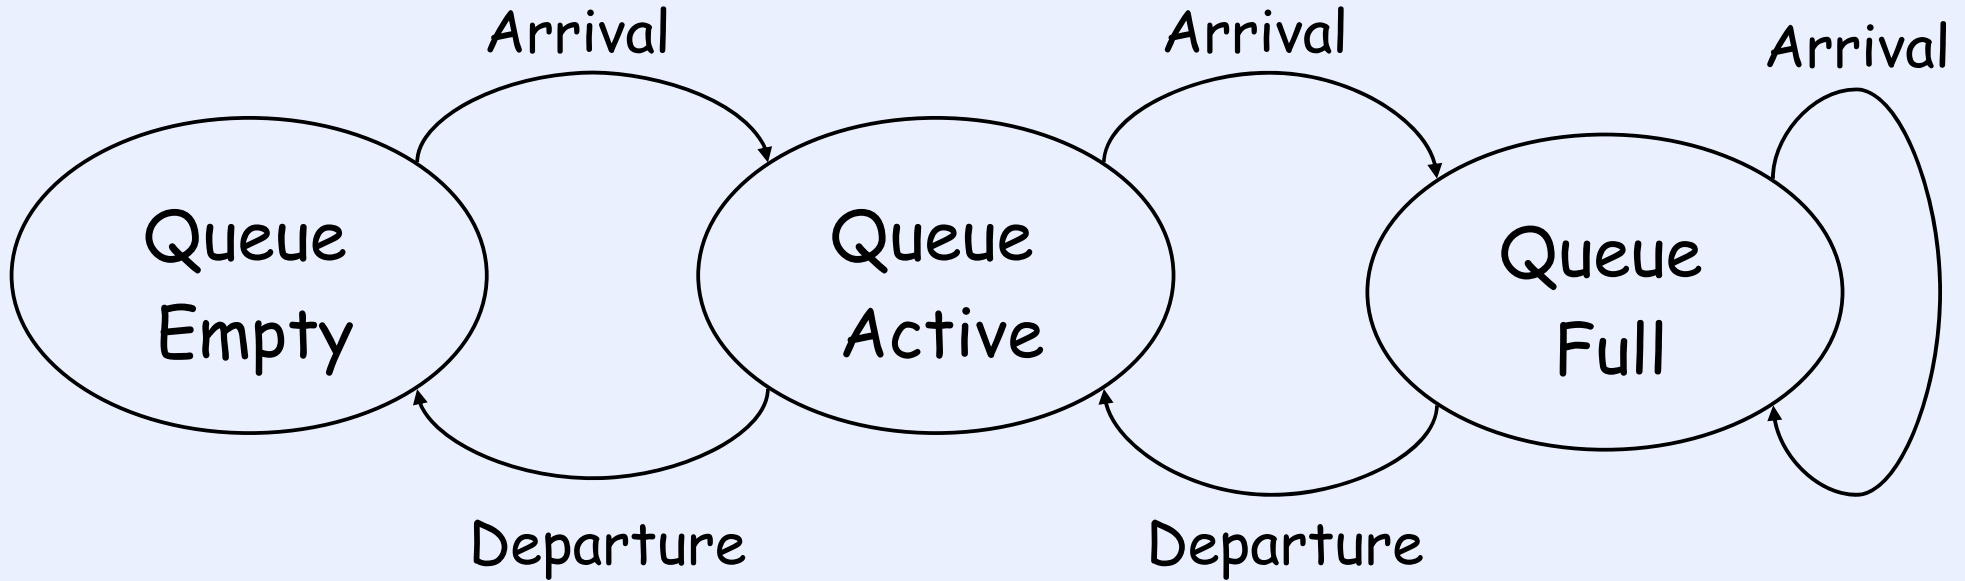 Arrival
Arrival
Arrival
Queue
Empty
Queue
Active
Queue
Full
Departure
Departure